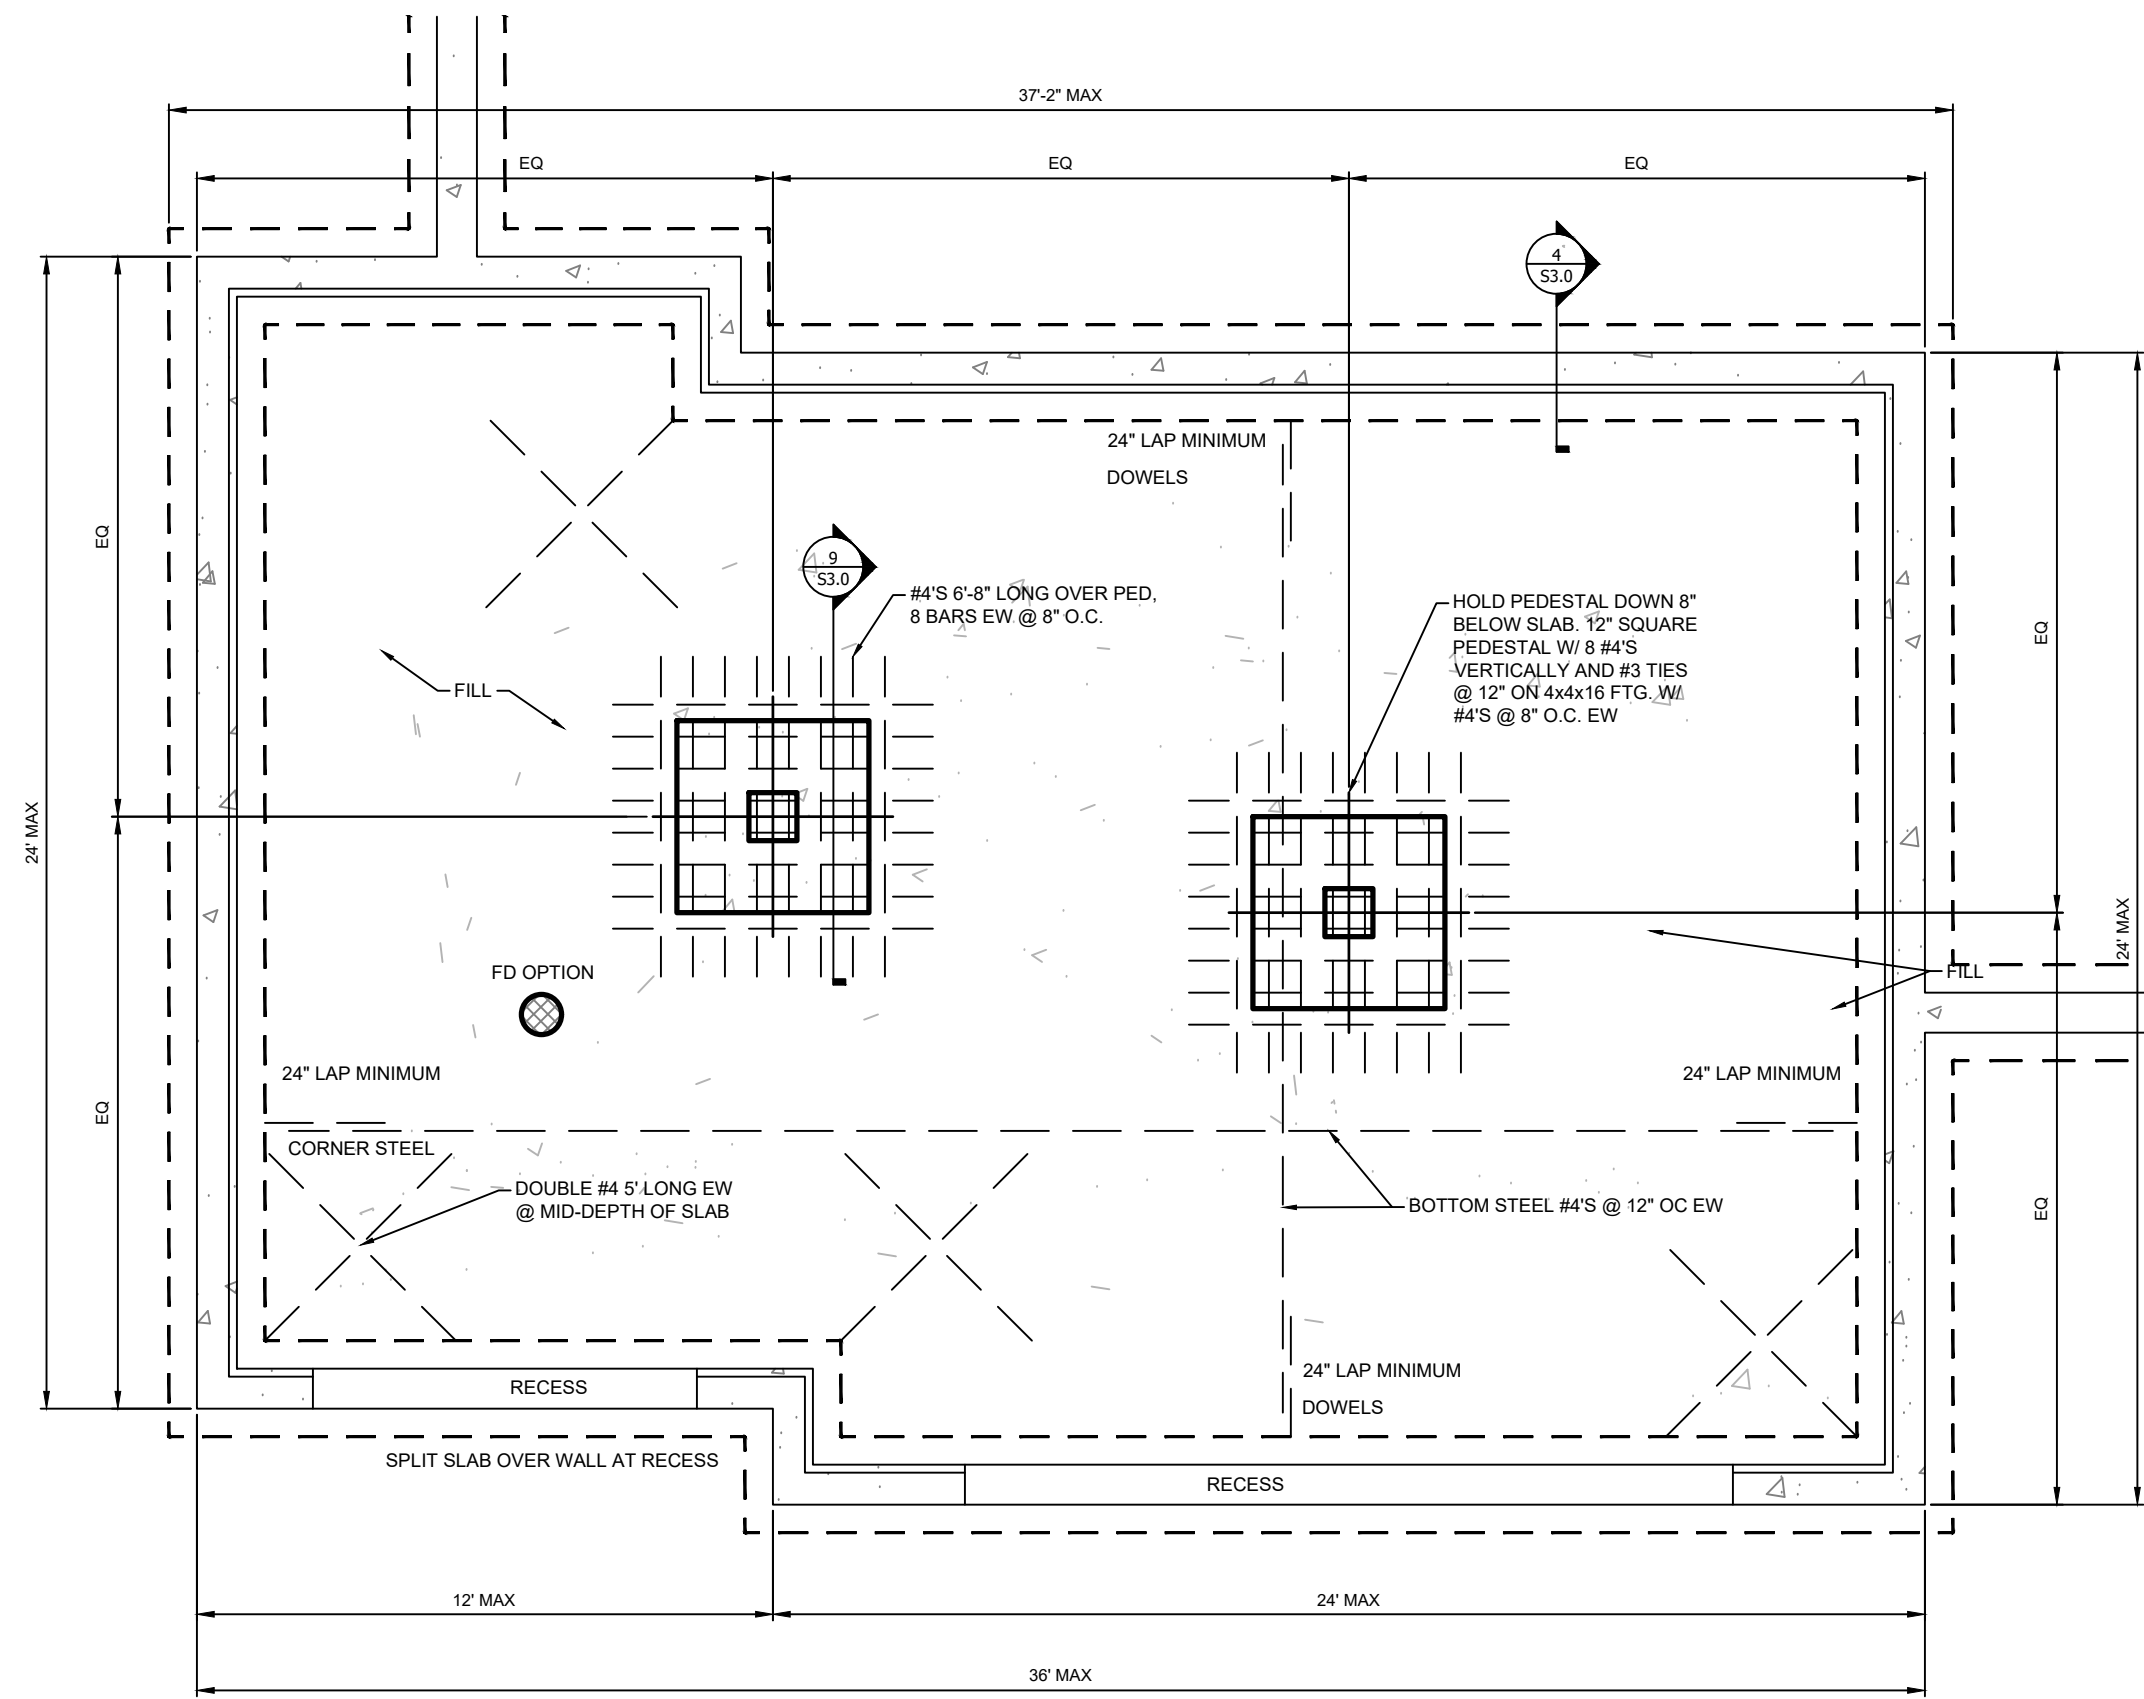 37'-2" MAX
EQ
EQ
EQ
4
S3.0
24" LAP MINIMUM
DOWELS
EQ
9
S3.0
#4'S 6'-8" LONG OVER PED,
8 BARS EW @ 8" O.C.
HOLD PEDESTAL DOWN 8"
BELOW SLAB. 12" SQUARE
PEDESTAL W/ 8 #4'S
VERTICALLY AND #3 TIES
@ 12" ON 4x4x16 FTG. W/
#4'S @ 8" O.C. EW
EQ
FILL
24' MAX
24' MAX
FD OPTION
FILL
24" LAP MINIMUM
24" LAP MINIMUM
EQ
CORNER STEEL
DOUBLE #4 5' LONG EW
@ MID-DEPTH OF SLAB
BOTTOM STEEL #4'S @ 12" OC EW
EQ
RECESS
24" LAP MINIMUM
DOWELS
SPLIT SLAB OVER WALL AT RECESS
RECESS
12' MAX
24' MAX
36' MAX